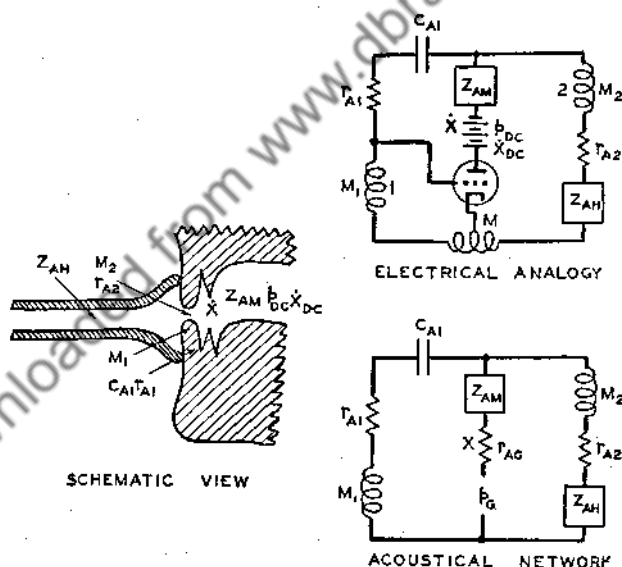 C_A1
r_A1
Z_AM
Ẋ
p_DC
Ẋ_DC
2
M_2
r_A2
Z_AH
M_1
1
M
ELECTRICAL ANALOGY
Z_AH
M_2
r_A2
Ẋ
Z_AM p_DC Ẋ_DC
M_1
C_A1 r_A1
SCHEMATIC VIEW
C_A1
r_A1
Z_AM
M_2
Ẋ
r_AG
r_A2
M_1
p_G
Z_AH
ACOUSTICAL NETWORK